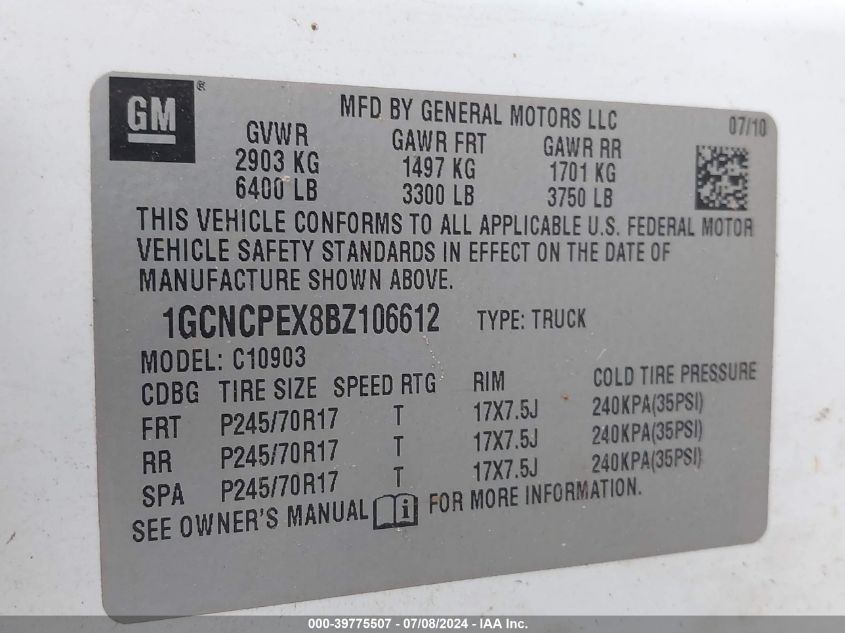 GM ®
MFD BY GENERAL MOTORS LLC 07/10
GVWR GAWR FRT GAWR RR
2903 KG 1497 KG 1701 KG
6400 LB 3300 LB 3750 LB
THIS VEHICLE CONFORMS TO ALL APPLICABLE U.S. FEDERAL MOTOR
VEHICLE SAFETY STANDARDS IN EFFECT ON THE DATE OF
MANUFACTURE SHOWN ABOVE.
1GCNCPEX8BZ106612 TYPE: TRUCK
MODEL: C10903
CDBG TIRE SIZE SPEED RTG RIM COLD TIRE PRESSURE
FRT P245/70R17 T 17X7.5J 240KPA(35PSI)
RR P245/70R17 T 17X7.5J 240KPA(35PSI)
SPA P245/70R17 T 17X7.5J 240KPA(35PSI)
SEE OWNER'S MANUAL i FOR MORE INFORMATION.
000-39775507 - 07/08/2024 - IAA Inc.